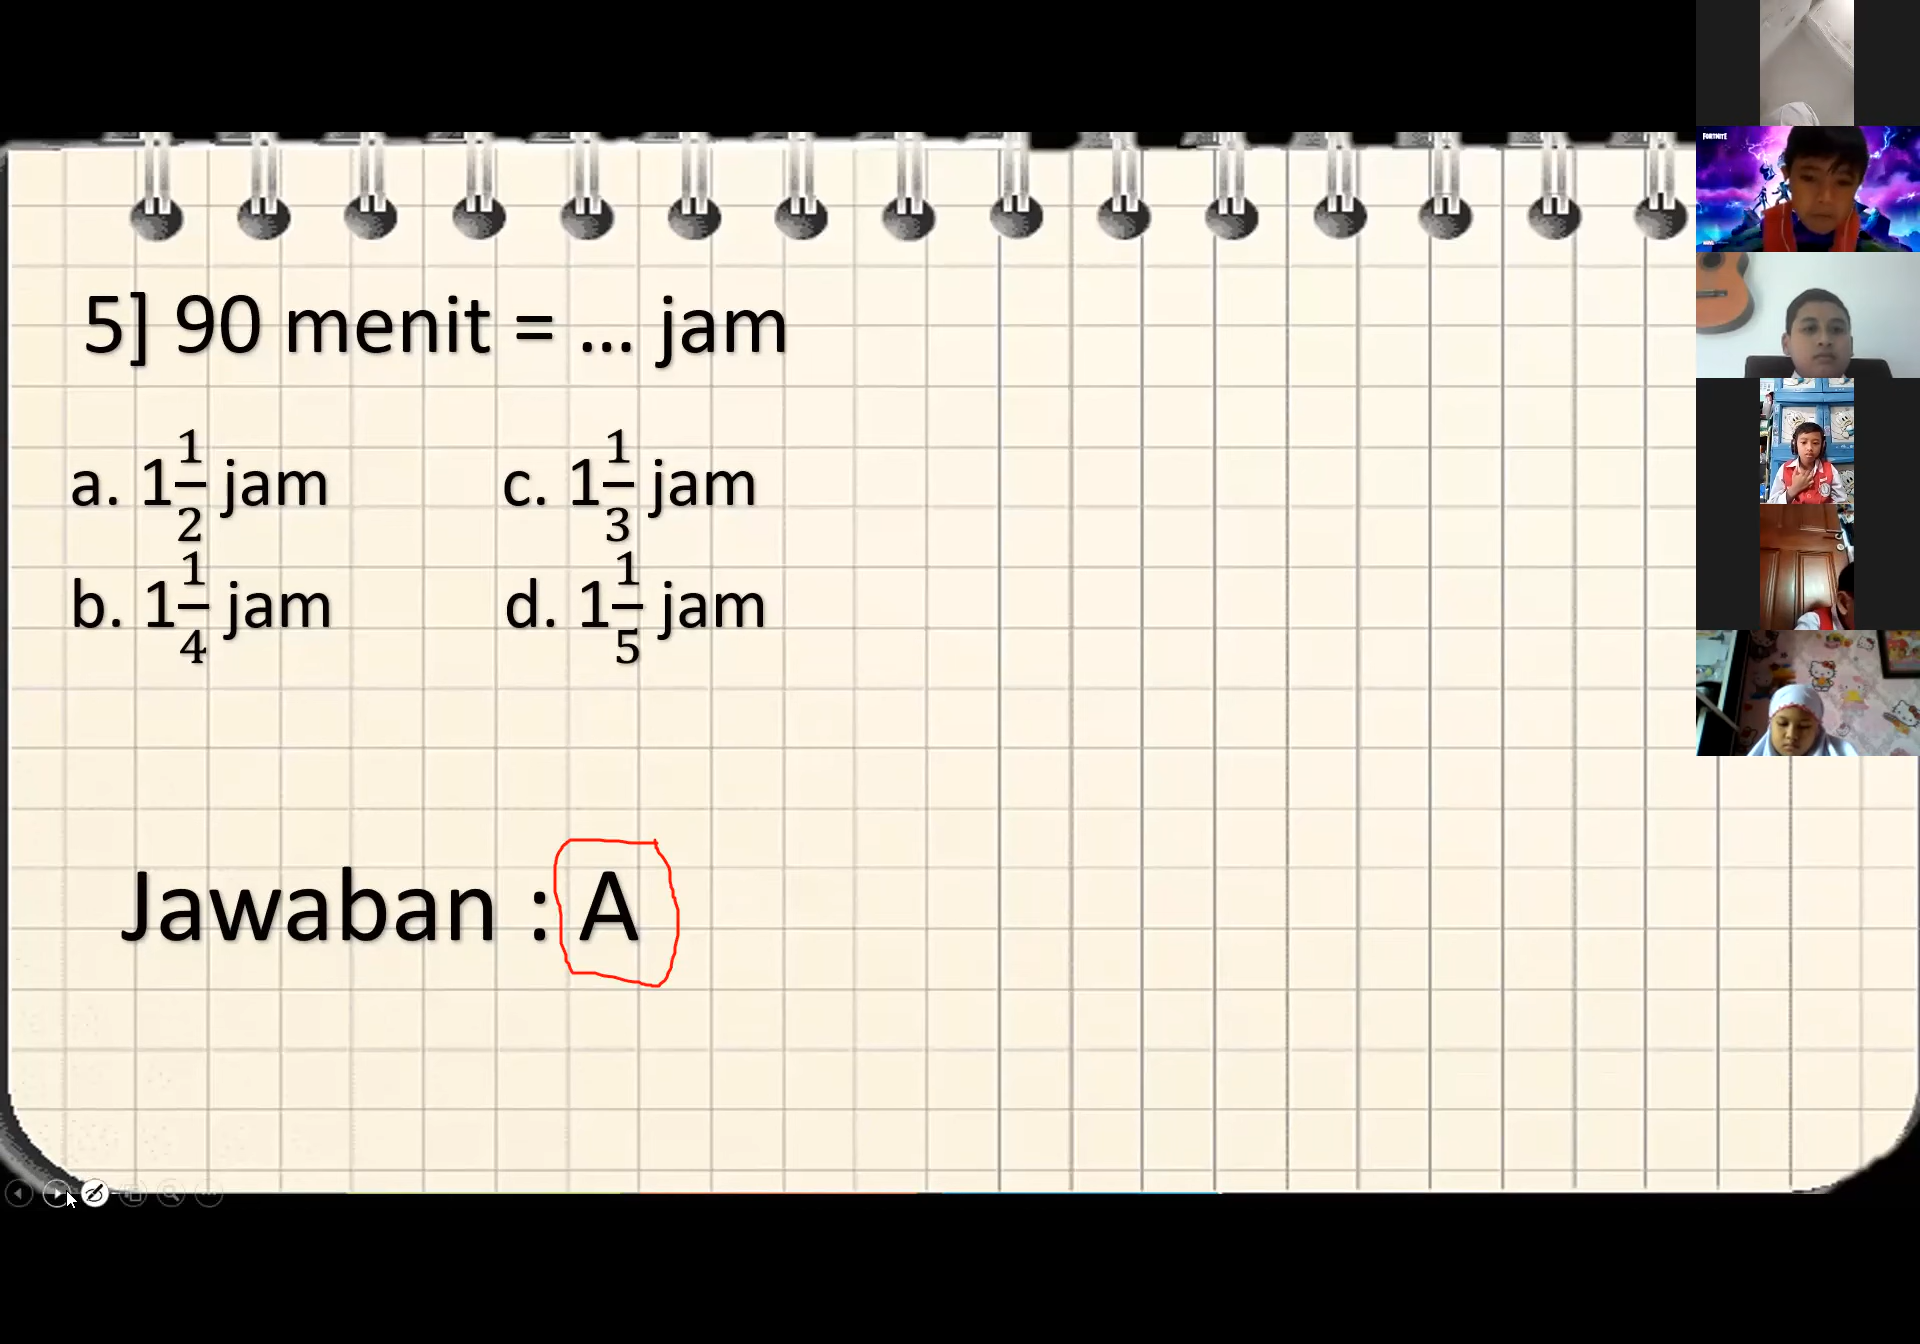 5] 90 menit = ... jam
a. 1 1/2 jam c. 1 1/3 jam
b. 1 1/4 jam d. 1 1/5 jam
Jawaban : A
FORTNITE